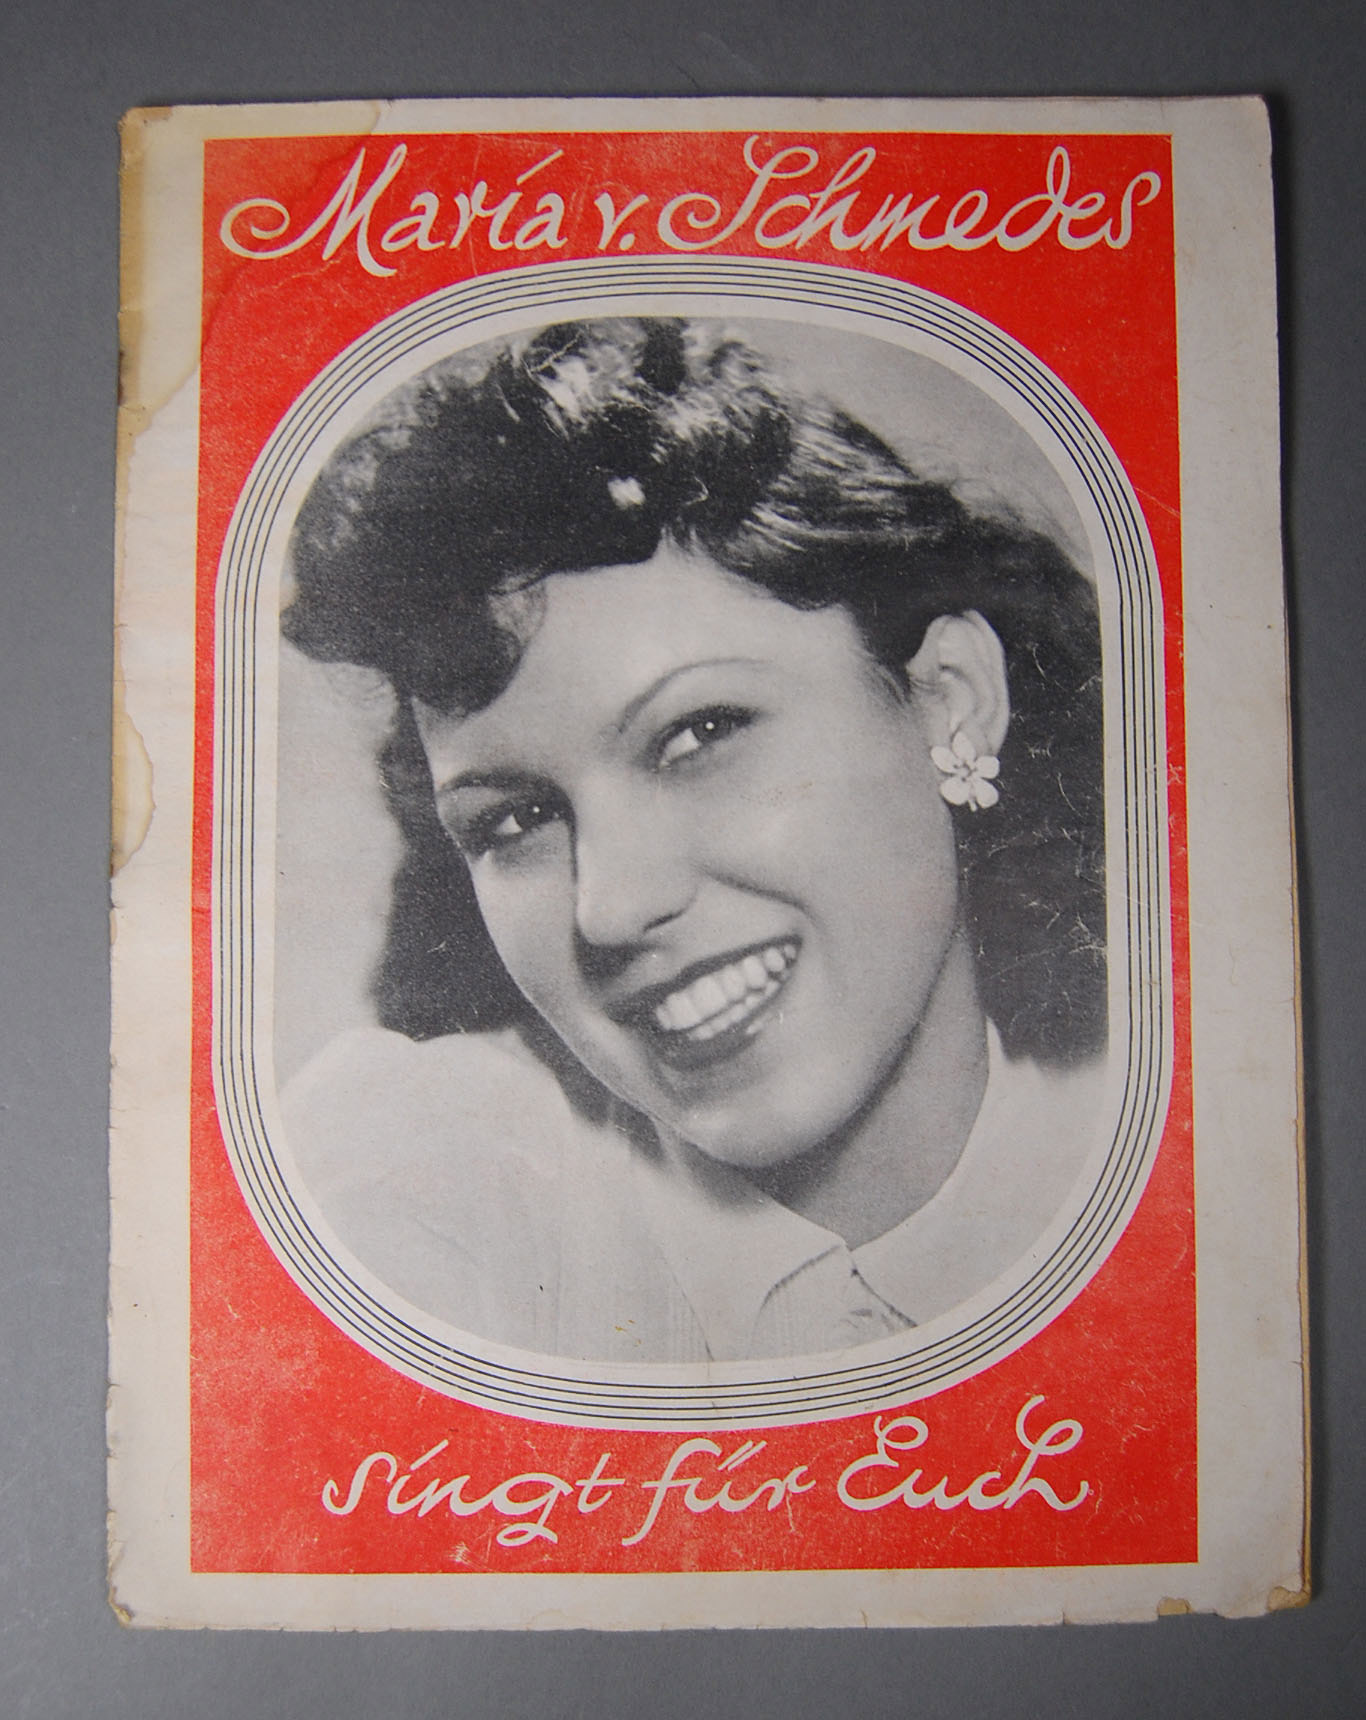 María v. Schmedes
singt für Euch